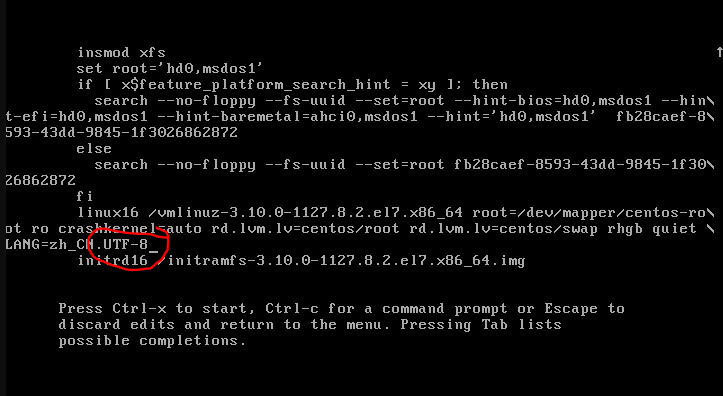 insmod xfs
set root='hd0,msdos1'
if [ x$feature_platform_search_hint = xy ]; then
search --no-floppy --fs-uuid --set=root --hint-bios=hd0,msdos1 --hin\
t-efi=hd0,msdos1 --hint-baremetal=ahci0,msdos1 --hint='hd0,msdos1'  fb28caef-8\
593-43dd-9845-1f3026862872
else
search --no-floppy --fs-uuid --set=root fb28caef-8593-43dd-9845-1f30\
26862872
fi
linux16 /vmlinuz-3.10.0-1127.8.2.el7.x86_64 root=/dev/mapper/centos-ro\
ot ro crashkernel=auto rd.lvm.lv=centos/root rd.lvm.lv=centos/swap rhgb quiet \
LANG=zh_CN.UTF-8_
initrd16 /initramfs-3.10.0-1127.8.2.el7.x86_64.img
Press Ctrl-x to start, Ctrl-c for a command prompt or Escape to
discard edits and return to the menu. Pressing Tab lists
possible completions.